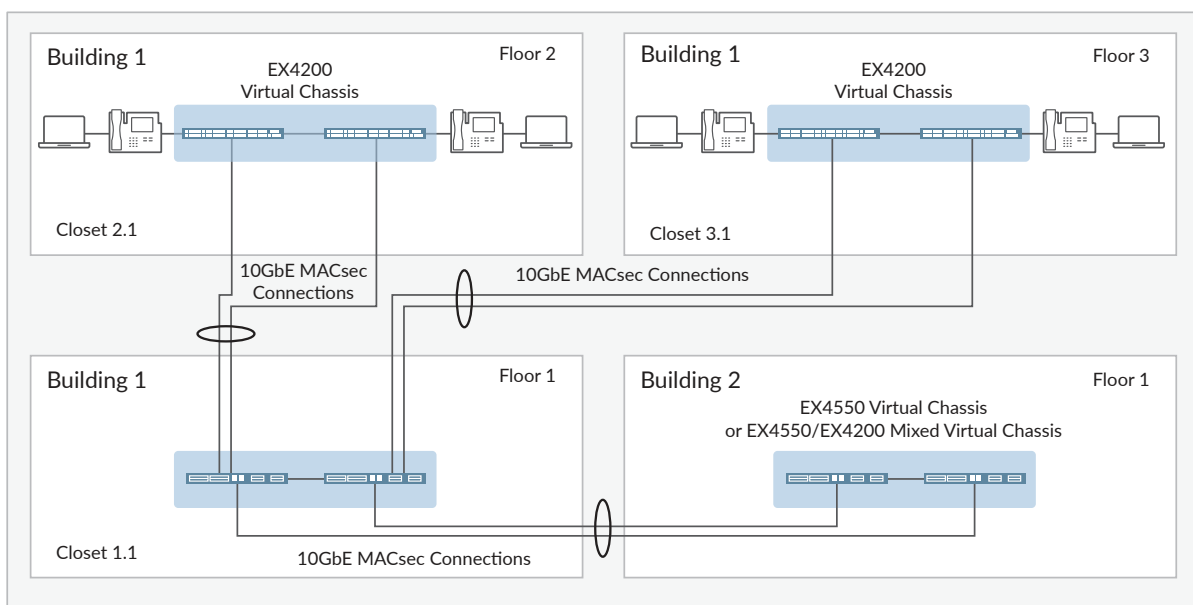 Building 1
Floor 2
EX4200
Virtual Chassis
Closet 2.1
Building 1
Floor 3
EX4200
Virtual Chassis
Closet 3.1
10GbE MACsec
Connections
10GbE MACsec Connections
Building 1
Floor 1
Closet 1.1
10GbE MACsec Connections
Building 2
Floor 1
EX4550 Virtual Chassis
or EX4550/EX4200 Mixed Virtual Chassis